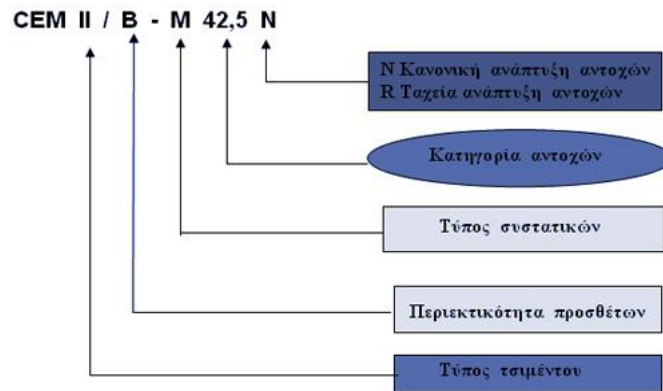 CEM II / B - M 42,5 N
N Κανονική ανάπτυξη αντοχών
R Ταχεία ανάπτυξη αντοχών
Κατηγορία αντοχών
Τύπος συστατικών
Περιεκτικότητα προσθέτων
Τύπος τσιμέντου